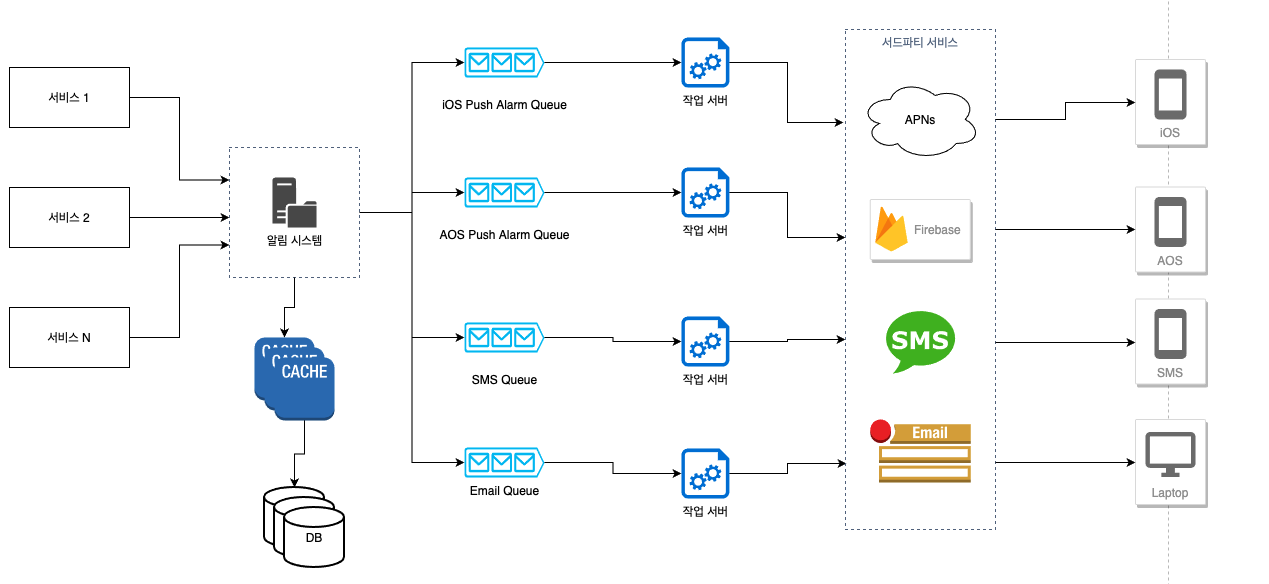 서비스 1
서비스 2
서비스 N
알림 시스템
CACHE
CACHE
CACHE
DB
iOS Push Alarm Queue
AOS Push Alarm Queue
SMS Queue
Email Queue
작업 서버
작업 서버
작업 서버
작업 서버
서드파티 서비스
APNs
Firebase
SMS
Email
iOS
AOS
SMS
Laptop